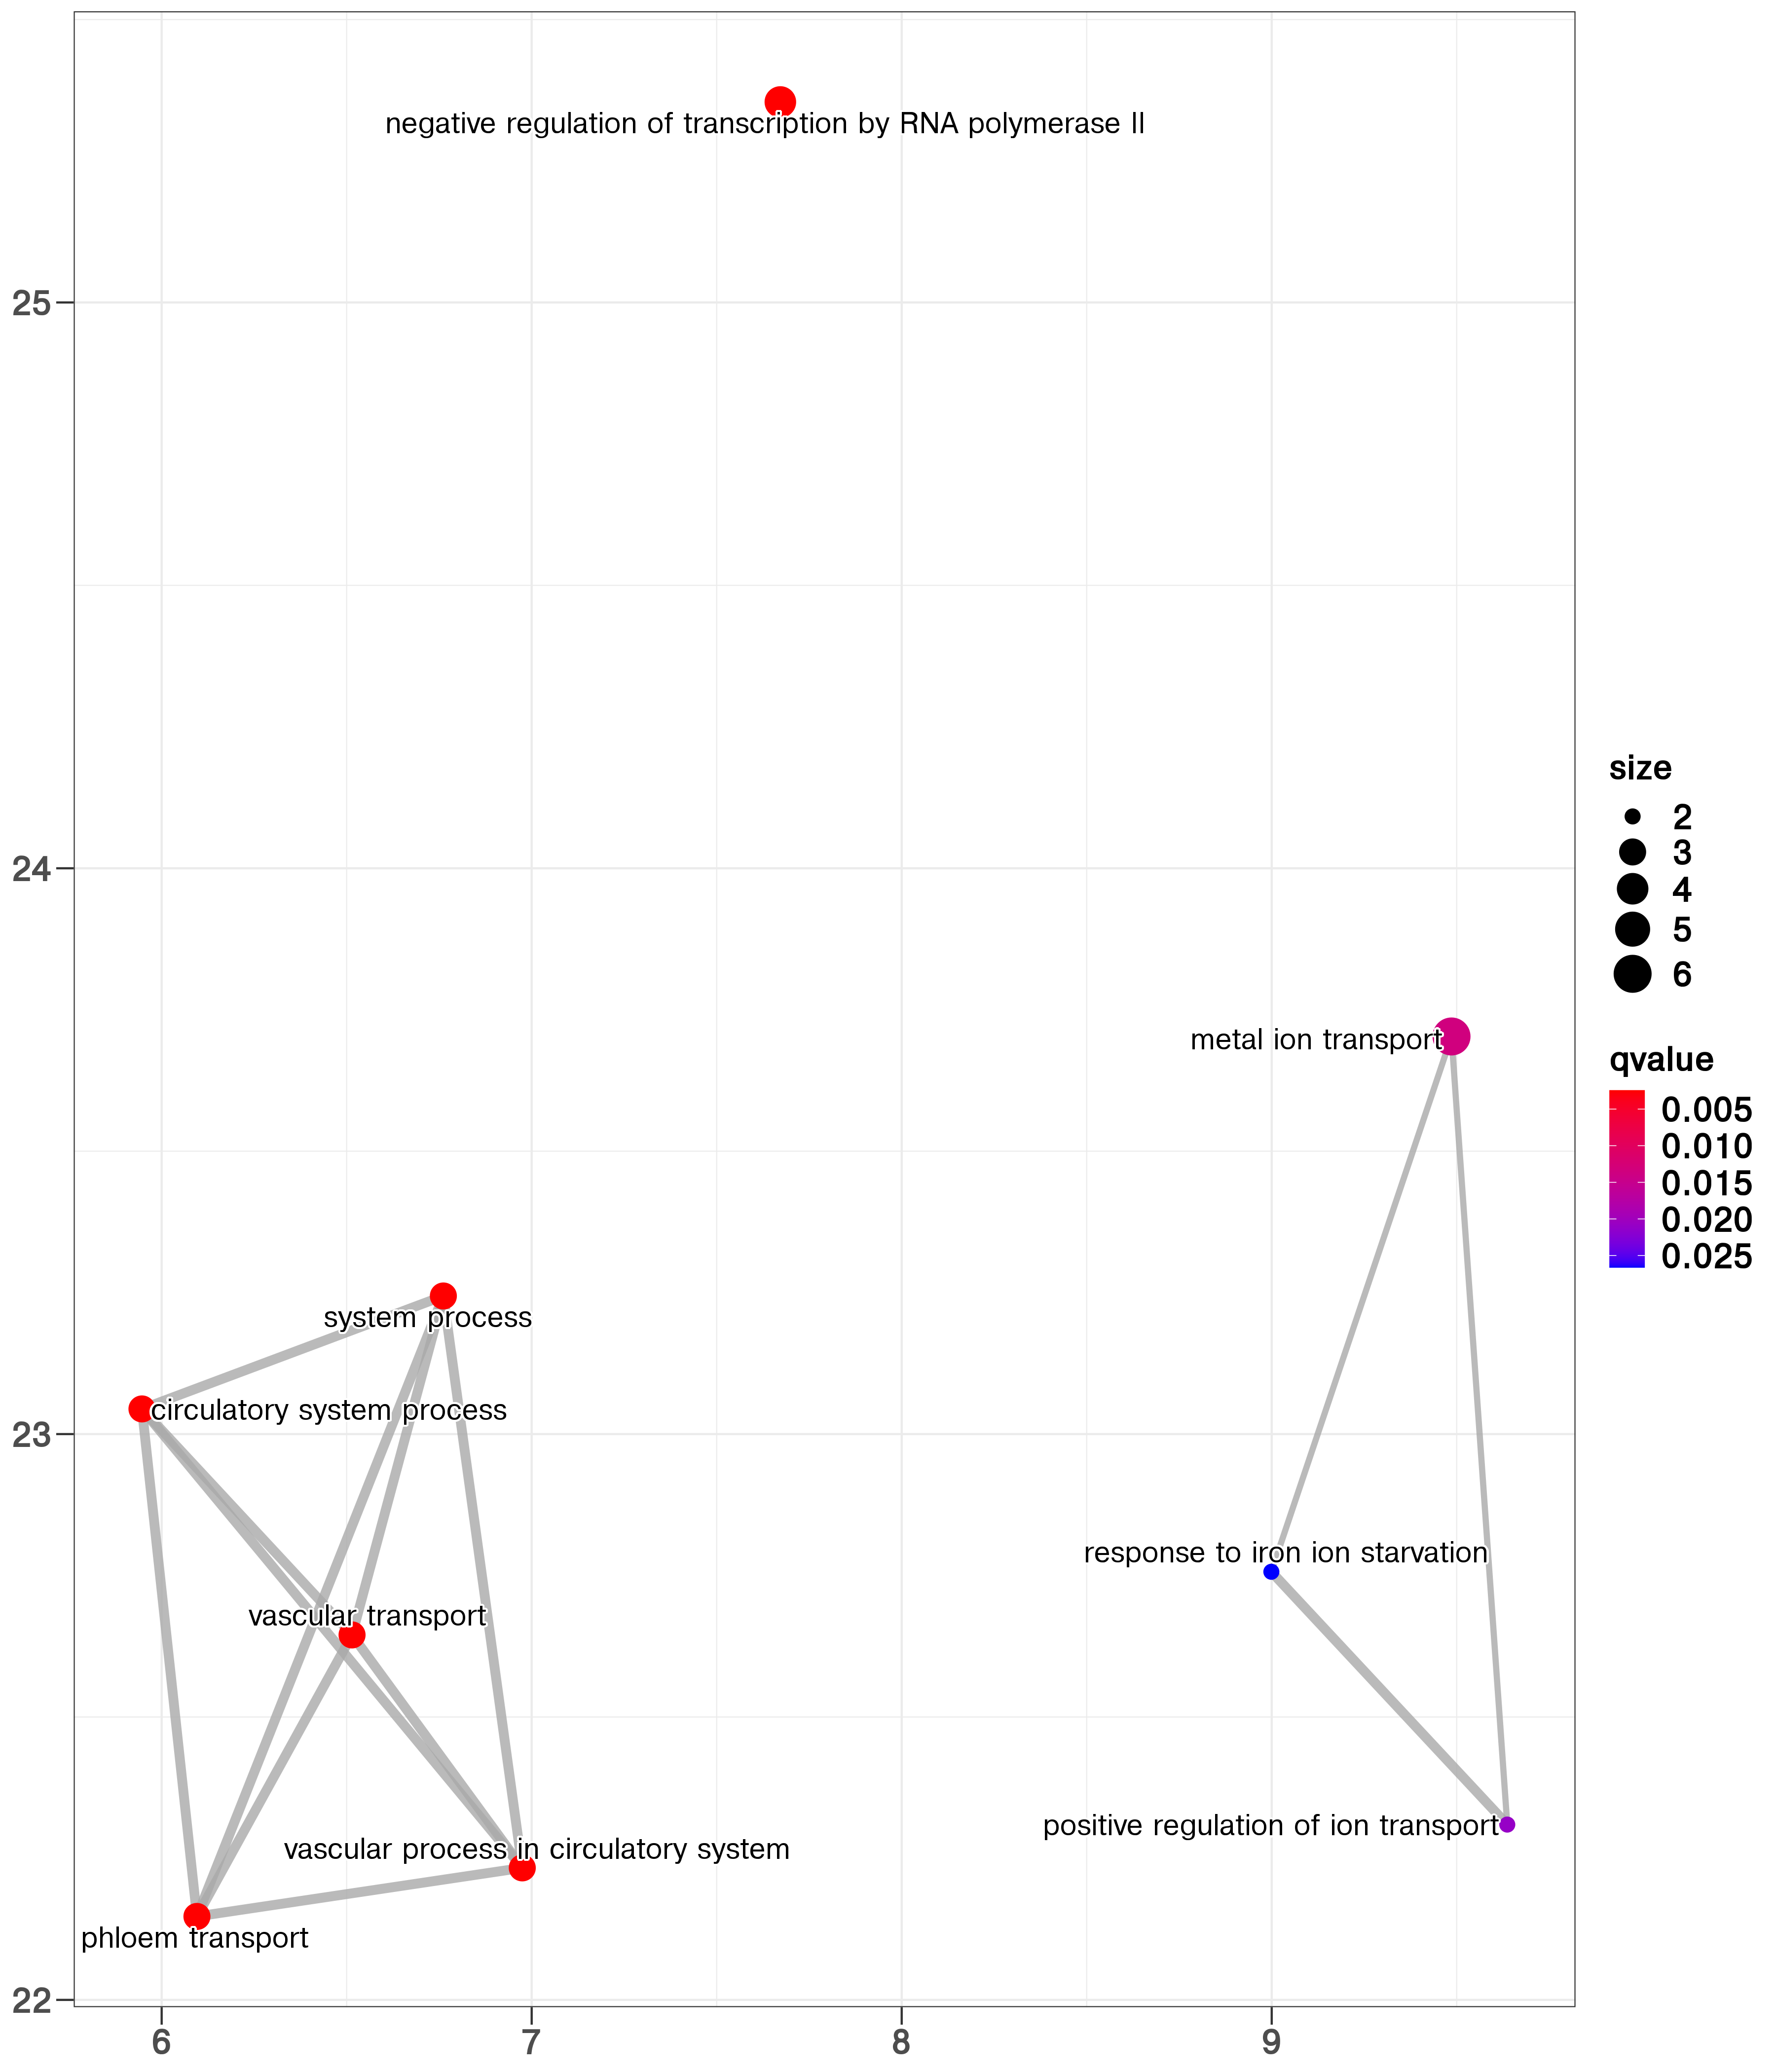 negative regulation of transcription by RNA polymerase II
25
24
size
2
3
4
5
6
metal ion transport
qvalue
0.005
0.010
0.015
0.020
0.025
system process
circulatory system process
23
response to iron ion starvation
vascular transport
positive regulation of ion transport
vascular process in circulatory system
phloem transport
22
6
7
8
9